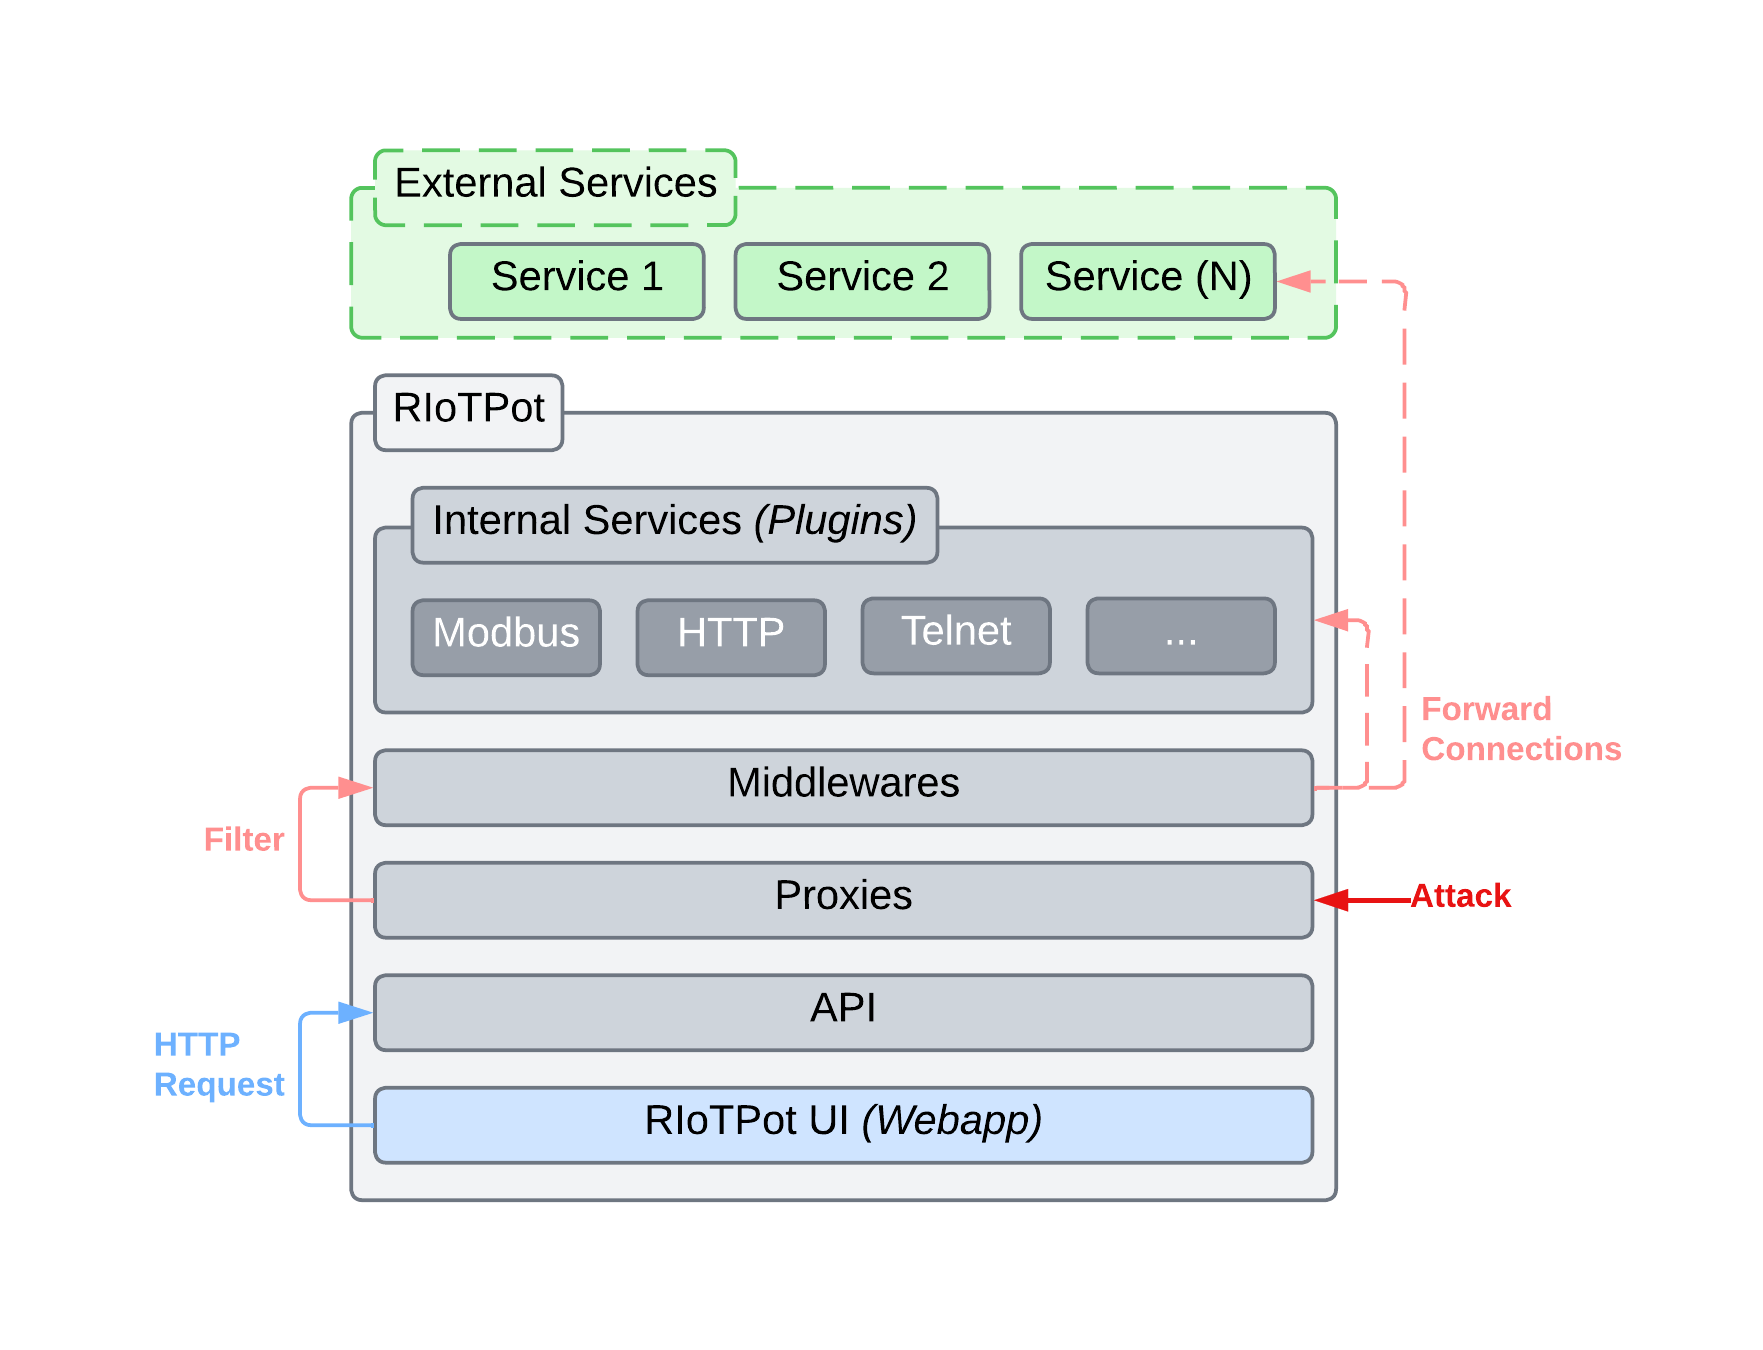 External Services
Service 1
Service 2
Service (N)
RIoTPot
Internal Services (Plugins)
Modbus
HTTP
Telnet
...
Forward
Connections
Middlewares
Filter
Proxies
Attack
API
HTTP
Request
RIoTPot UI (Webapp)